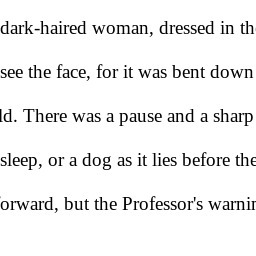 dark-haired woman, dressed in th
see the face, for it was bent down
ld. There was a pause and a sharp
sleep, or a dog as it lies before the
orward, but the Professor's warnin